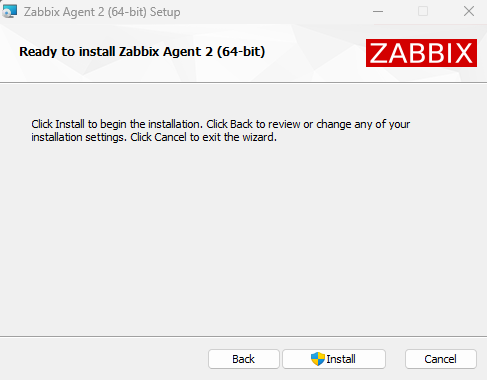 Zabbix Agent 2 (64-bit) Setup
Ready to install Zabbix Agent 2 (64-bit)
ZABBIX
Click Install to begin the installation. Click Back to review or change any of your
installation settings. Click Cancel to exit the wizard.
Back
Install
Cancel